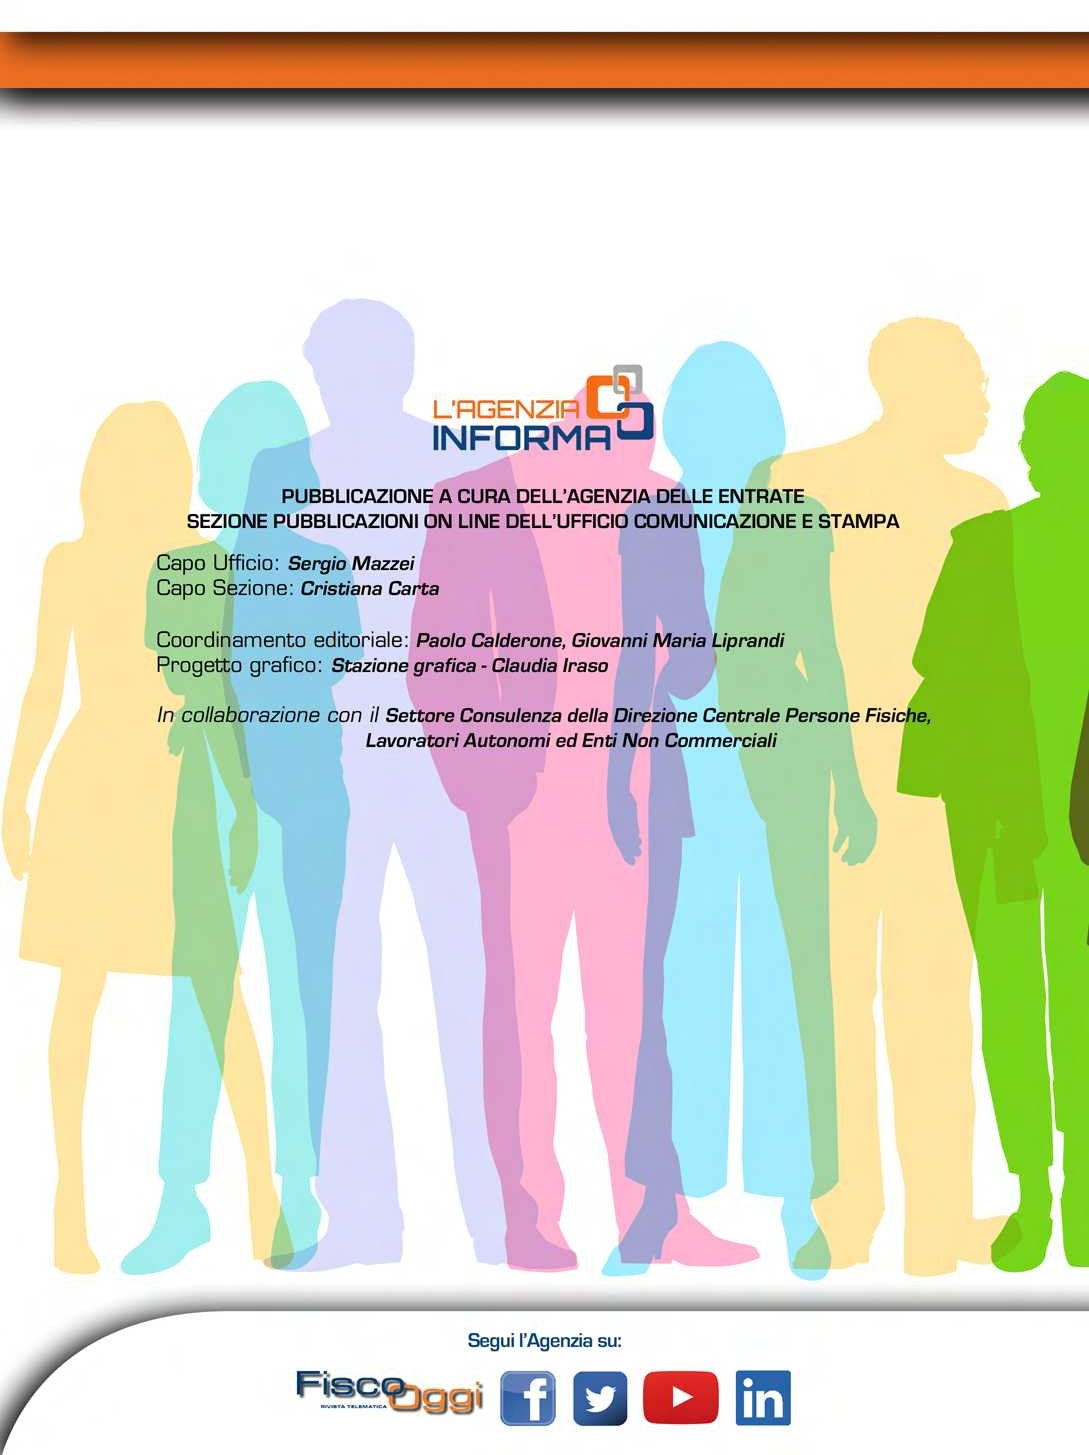 L'AGENZIA
INFORMA
PUBBLICAZIONE A CURA DELL'AGENZIA DELLE ENTRATE
SEZIONE PUBBLICAZIONI ON LINE DELL'UFFICIO COMUNICAZIONE E STAMPA
Capo Ufficio: Sergio Mazzei
Capo Sezione: Cristiana Carta
Coordinamento editoriale: Paolo Calderone, Giovanni Maria Liprandi
Progetto grafico: Stazione grafica - Claudia Iraso
In collaborazione con il Settore Consulenza della Direzione Centrale Persone Fisiche,
Lavoratori Autonomi ed Enti Non Commerciali
Segui l'Agenzia su:
FiscoOggi
RIVISTA TELEMATICA
f
in